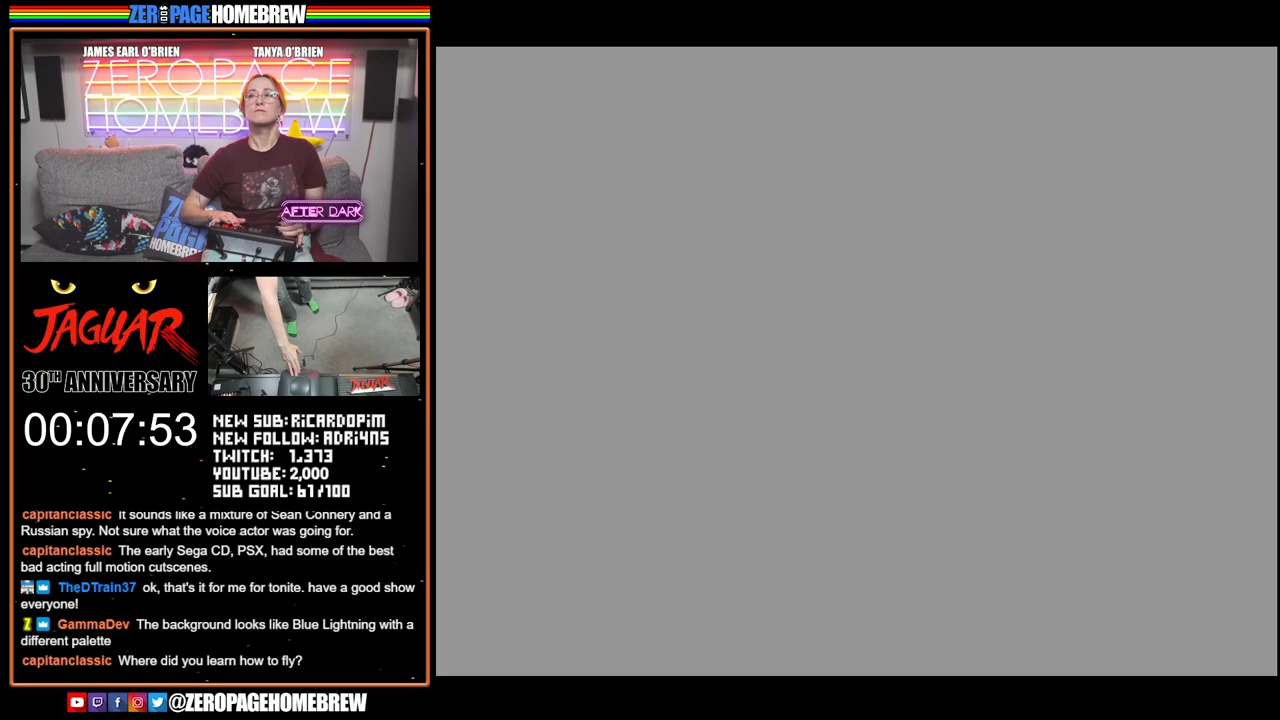 ZEROPAGE HOMEBREW
JAMES EARL O'BRIEN
TANYA O'BRIEN
ZEROPAGE
HOMEBREW
AFTER DARK
JAGUAR
JAGUAR
30TH ANNIVERSARY
00:07:53
NEW SUB: RICARDOPIM
NEW FOLLOW: ADRI4NS
TWITCH: 1,373
YOUTUBE: 2,000
SUB GOAL: 67/100
capitanclassic It sounds like a mixture of Sean Connery and a
Russian spy. Not sure what the voice actor was going for.
capitanclassic The early Sega CD, PSX, had some of the best
bad acting full motion cutscenes.
TheDTrain37 ok, that's it for me for tonite. have a good show
everyone!
GammaDev The background looks like Blue Lightning with a
different palette
capitanclassic Where did you learn how to fly?
@ZEROPAGEHOMEBREW